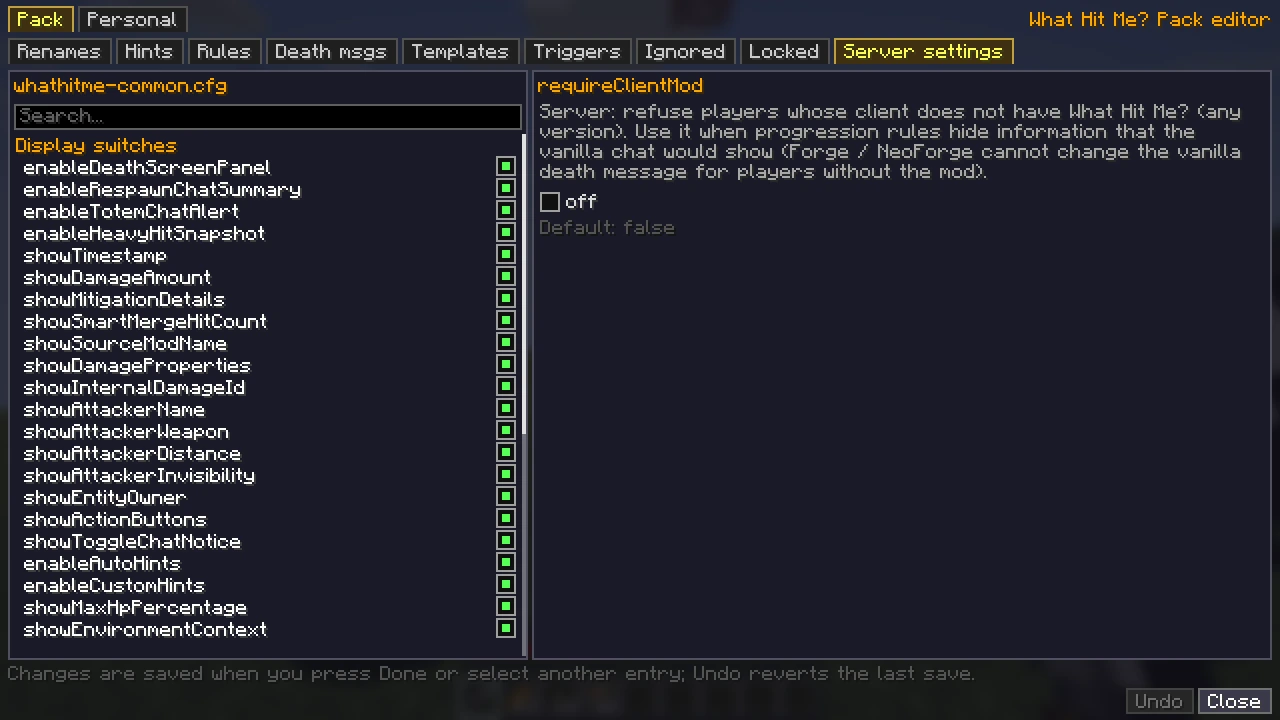 Pack Personal What Hit Me? Pack editor
Renames Hints Rules Death msgs Templates Triggers Ignored Locked Server settings
whathitme-common.cfg
Search...
Display switches
enableDeathScreenPanel
enableRespawnChatSummary
enableTotemChatAlert
enableHeavyHitSnapshot
showTimestamp
showDamageAmount
showMitigationDetails
showSmartMergeHitCount
showSourceModName
showDamageProperties
showInternalDamageId
showAttackerName
showAttackerWeapon
showAttackerDistance
showAttackerInvisibility
showEntityOwner
showActionButtons
showToggleChatNotice
enableAutoHints
enableCustomHints
showMaxHpPercentage
showEnvironmentContext
requireClientMod
Server: refuse players whose client does not have What Hit Me? (any
version). Use it when progression rules hide information that the
vanilla chat would show (Forge / NeoForge cannot change the vanilla
death message for players without the mod).
off
Default: false
Changes are saved when you press Done or select another entry; Undo reverts the last save.
Undo Close